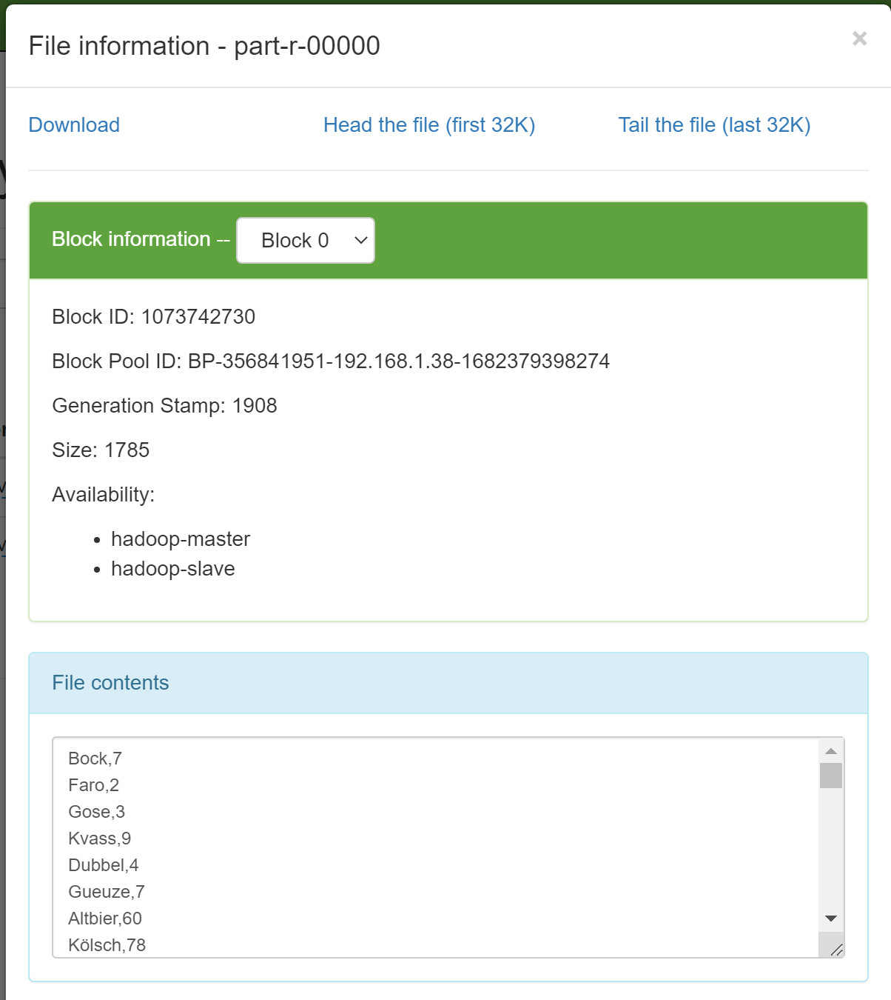 File information - part-r-00000
×
Download
Head the file (first 32K)
Tail the file (last 32K)
Block information --
Block 0
Block ID: 1073742730
Block Pool ID: BP-356841951-192.168.1.38-1682379398274
Generation Stamp: 1908
Size: 1785
Availability:
• hadoop-master
• hadoop-slave
File contents
Bock,7
Faro,2
Gose,3
Kvass,9
Dubbel,4
Gueuze,7
Altbier,60
Kölsch,78